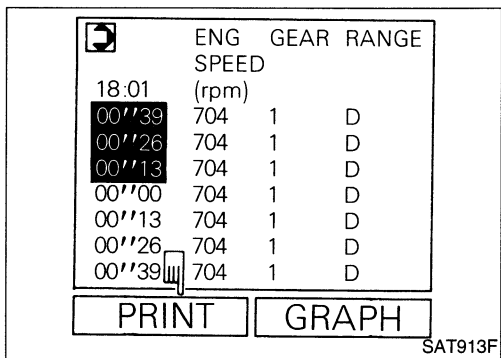 ENG GEAR RANGE
SPEED
18:01 (rpm)
00''39 704 1 D
00''26 704 1 D
00''13 704 1 D
00''00 704 1 D
00''13 704 1 D
00''26 704 1 D
00''39 704 1 D
PRINT GRAPH
SAT913F